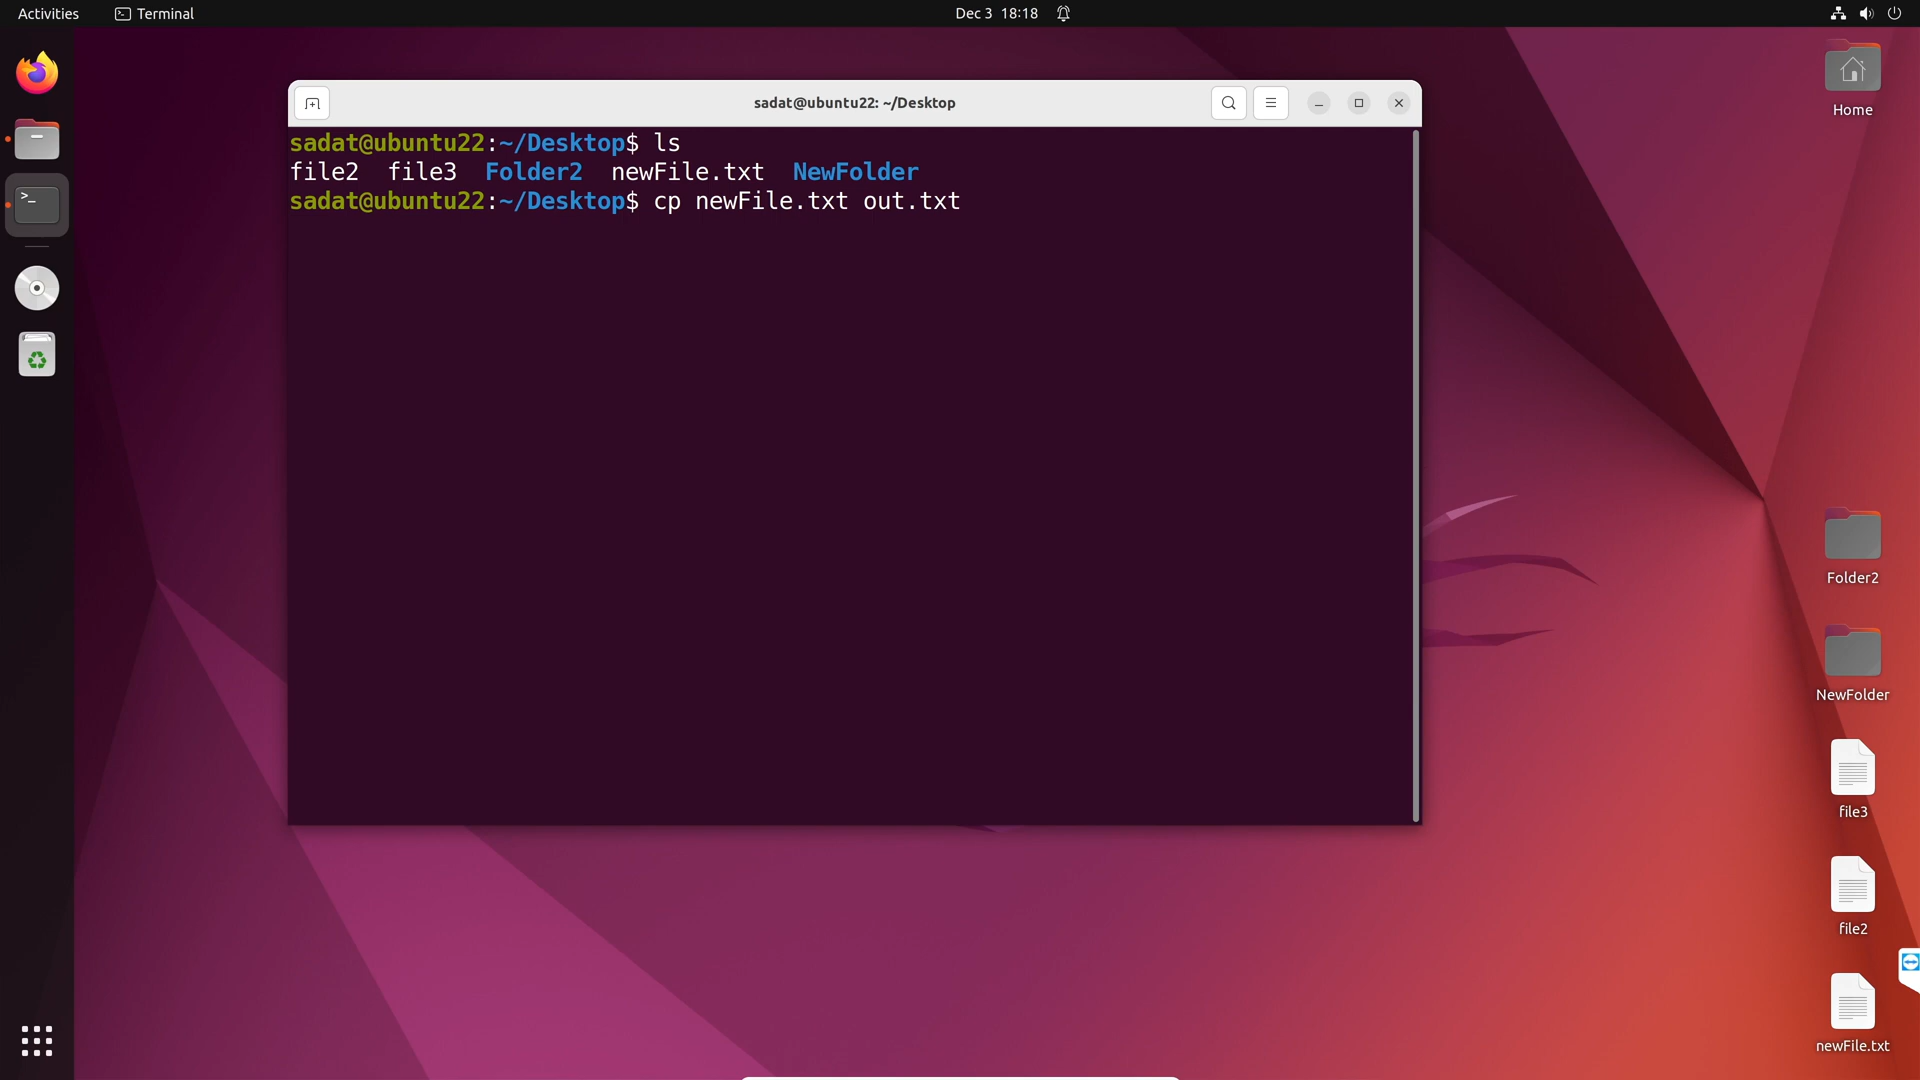 Activities
Terminal
Dec 3 18:18
sadat@ubuntu22: ~/Desktop
sadat@ubuntu22:~/Desktop$ ls
file2 file3 Folder2 newFile.txt NewFolder
sadat@ubuntu22:~/Desktop$ cp newFile.txt out.txt
Home
Folder2
NewFolder
file3
file2
newFile.txt